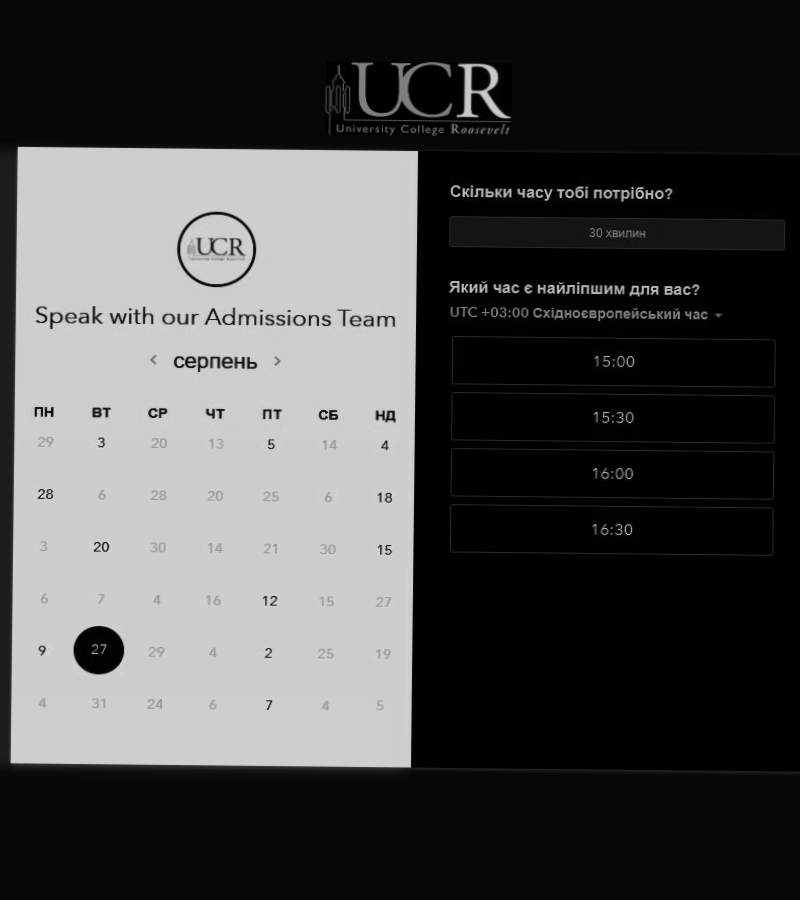 UCR
University College Roosevelt
UCR
Speak with our Admissions Team
серпень
ПН ВТ СР ЧТ ПТ СБ НД
29 3 20 13 5 14 4
28 6 28 20 25 6 18
3 20 30 14 21 30 15
6 7 4 16 12 15 27
9 27 29 4 2 25 19
4 31 24 6 7 4 5
Скільки часу тобі потрібно?
30 хвилин
Який час є найліпшим для вас?
UTC +03:00 Східноєвропейський час
15:00
15:30
16:00
16:30